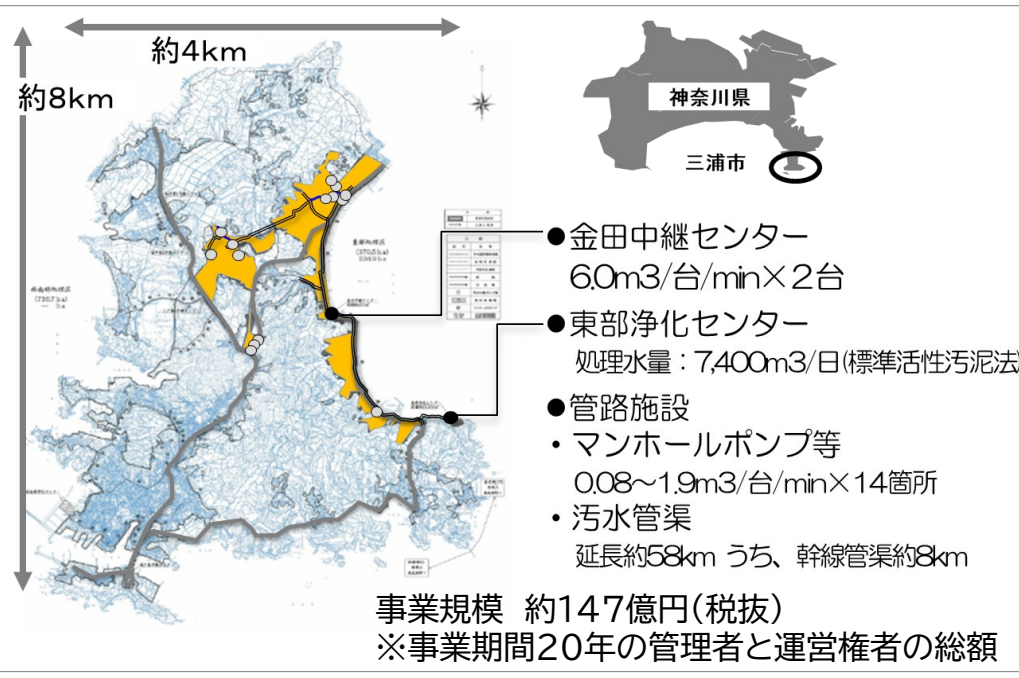 約4km
約8km
神奈川県
三浦市
●金田中継センター
6.0m3/台/min×2台
●東部浄化センター
処理水量：7,400m3/日(標準活性汚泥法)
●管路施設
・マンホールポンプ等
0.08～1.9m3/台/min×14箇所
・汚水管渠
延長約58km うち、幹線管渠約8km
事業規模 約147億円(税抜)
※事業期間20年の管理者と運営権者の総額
東部処理区